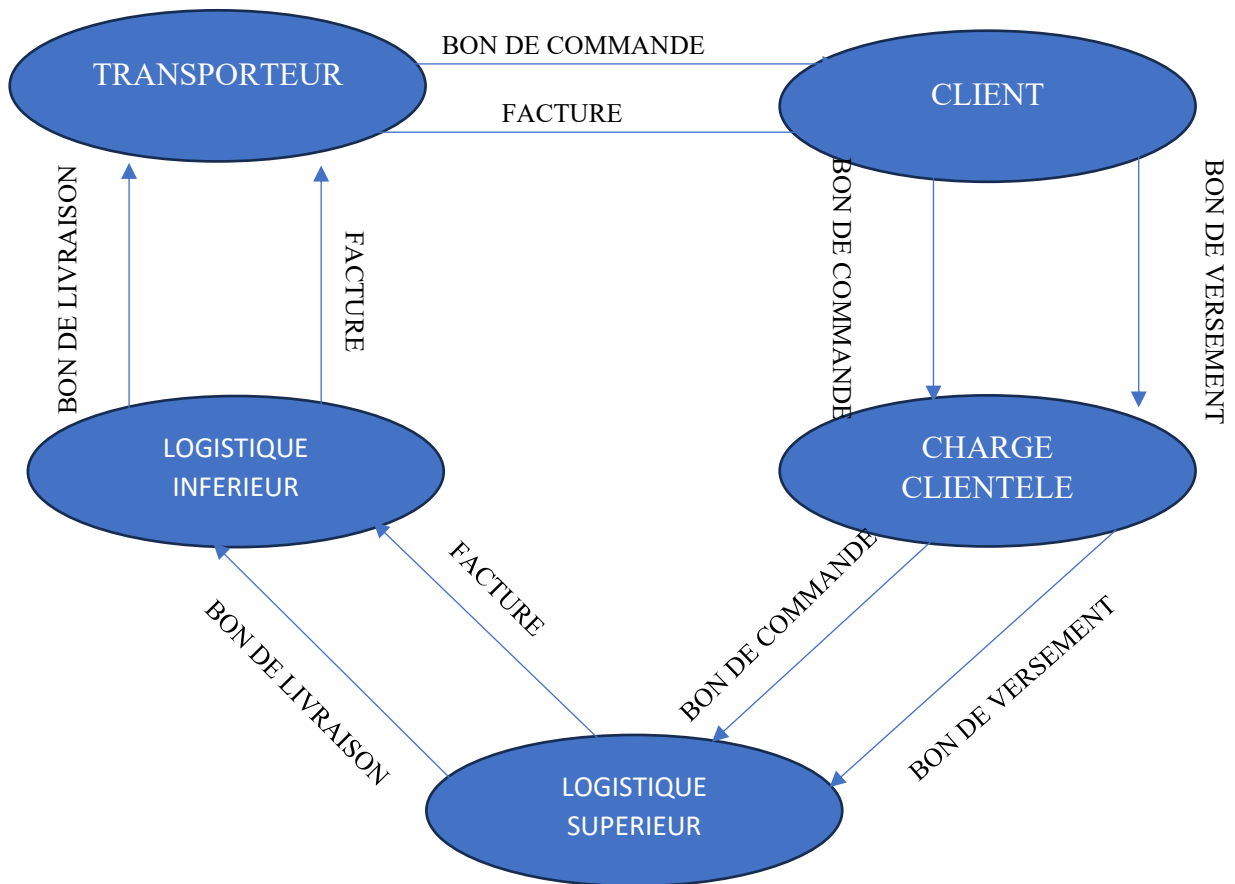 BON DE COMMANDE
TRANSPORTEUR
CLIENT
FACTURE
BON DE LIVRAISON
FACTURE
BON DE COMMANDE
BON DE VERSEMENT
LOGISTIQUE
INFERIEUR
CHARGE
CLIENTELE
FACTURE
BON DE LIVRAISON
BON DE COMMANDE
BON DE VERSEMENT
LOGISTIQUE
SUPERIEUR